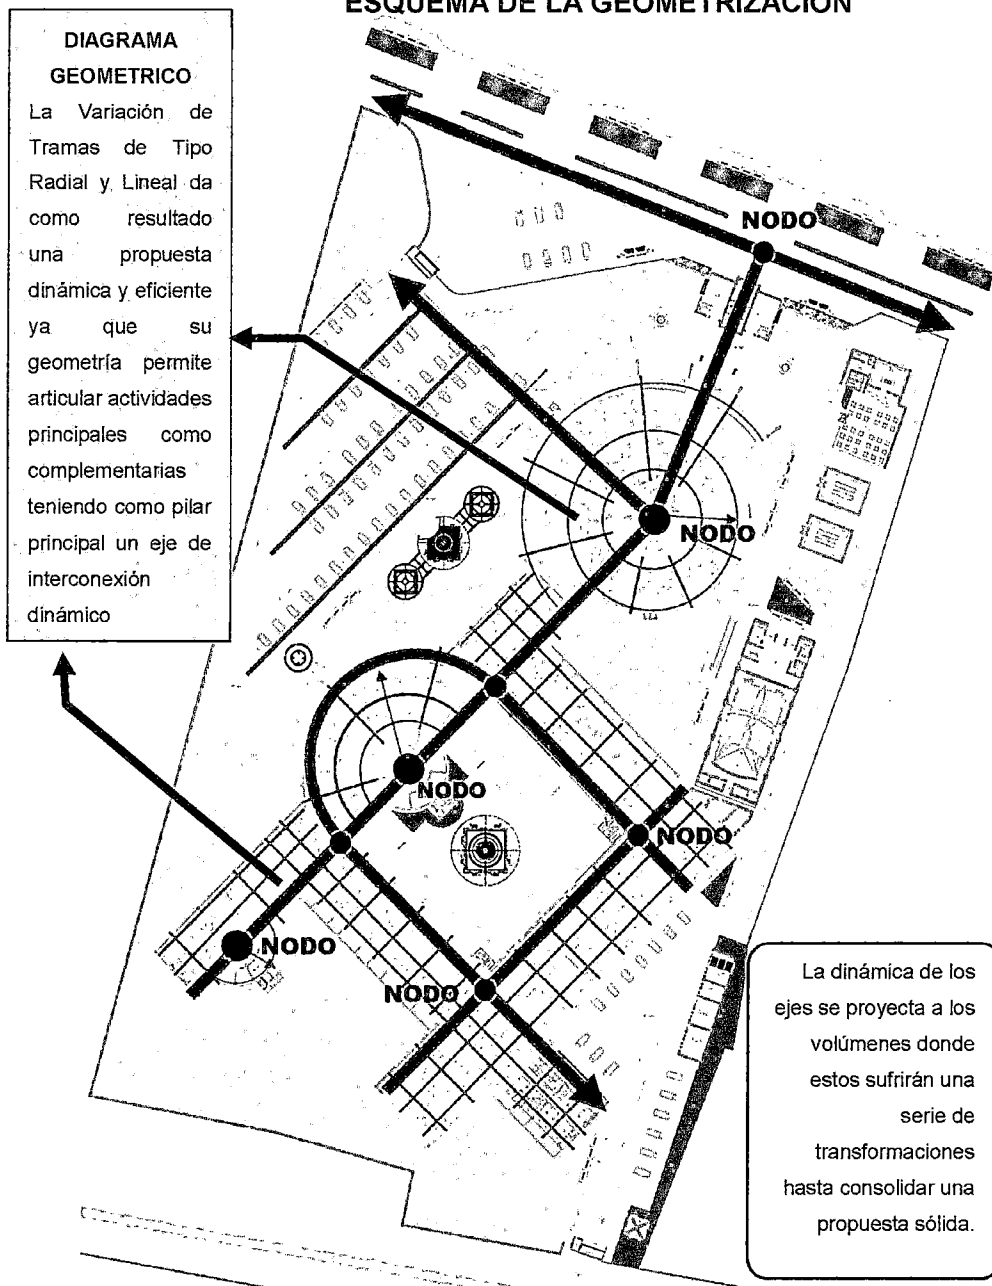 ESQUEMA DE LA GEOMETRIZACIÓN
DIAGRAMA
GEOMETRICO
La Variación de
Tramas de Tipo
Radial y Lineal da
como resultado
una propuesta
dinámica y eficiente
ya que su
geometría permite
articular actividades
principales como
complementarias
teniendo como pilar
principal un eje de
interconexión
dinámico
NODO
NODO
NODO
NODO
NODO
NODO
La dinámica de los
ejes se proyecta a los
volúmenes donde
estos sufrirán una
serie de
transformaciones
hasta consolidar una
propuesta sólida.